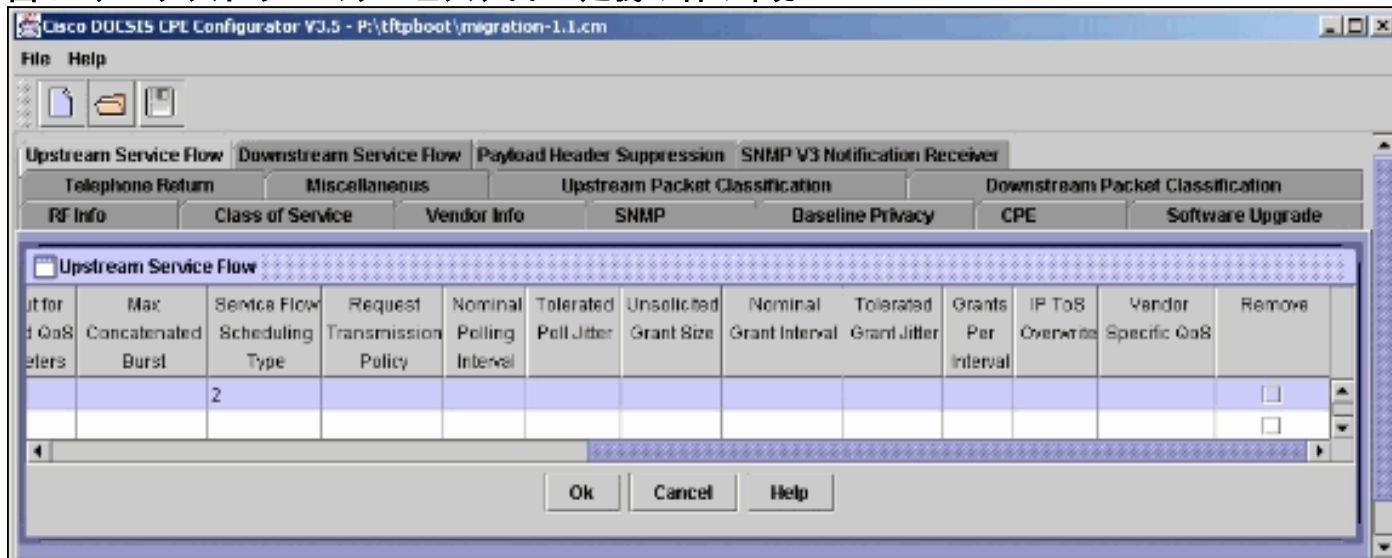 Cisco DOCSIS CPE Configurator V3.5 - P:\tftpboot\migration-1.1.cm
File Help
Upstream Service Flow Downstream Service Flow Payload Header Suppression SNMP V3 Notification Receiver
Telephone Return Miscellaneous Upstream Packet Classification Downstream Packet Classification
RF Info Class of Service Vendor Info SNMP Baseline Privacy CPE Software Upgrade
Upstream Service Flow
ut for Max Service Flow Request Nominal Tolerated Unsolicited Nominal Tolerated Grants IP ToS Vendor Remove
d QoS Concatenated Scheduling Transmission Polling Poll Jitter Grant Size Grant Interval Grant Jitter Per Overwrite Specific QoS
eters Burst Type Policy Interval Interval
2
Ok Cancel Help